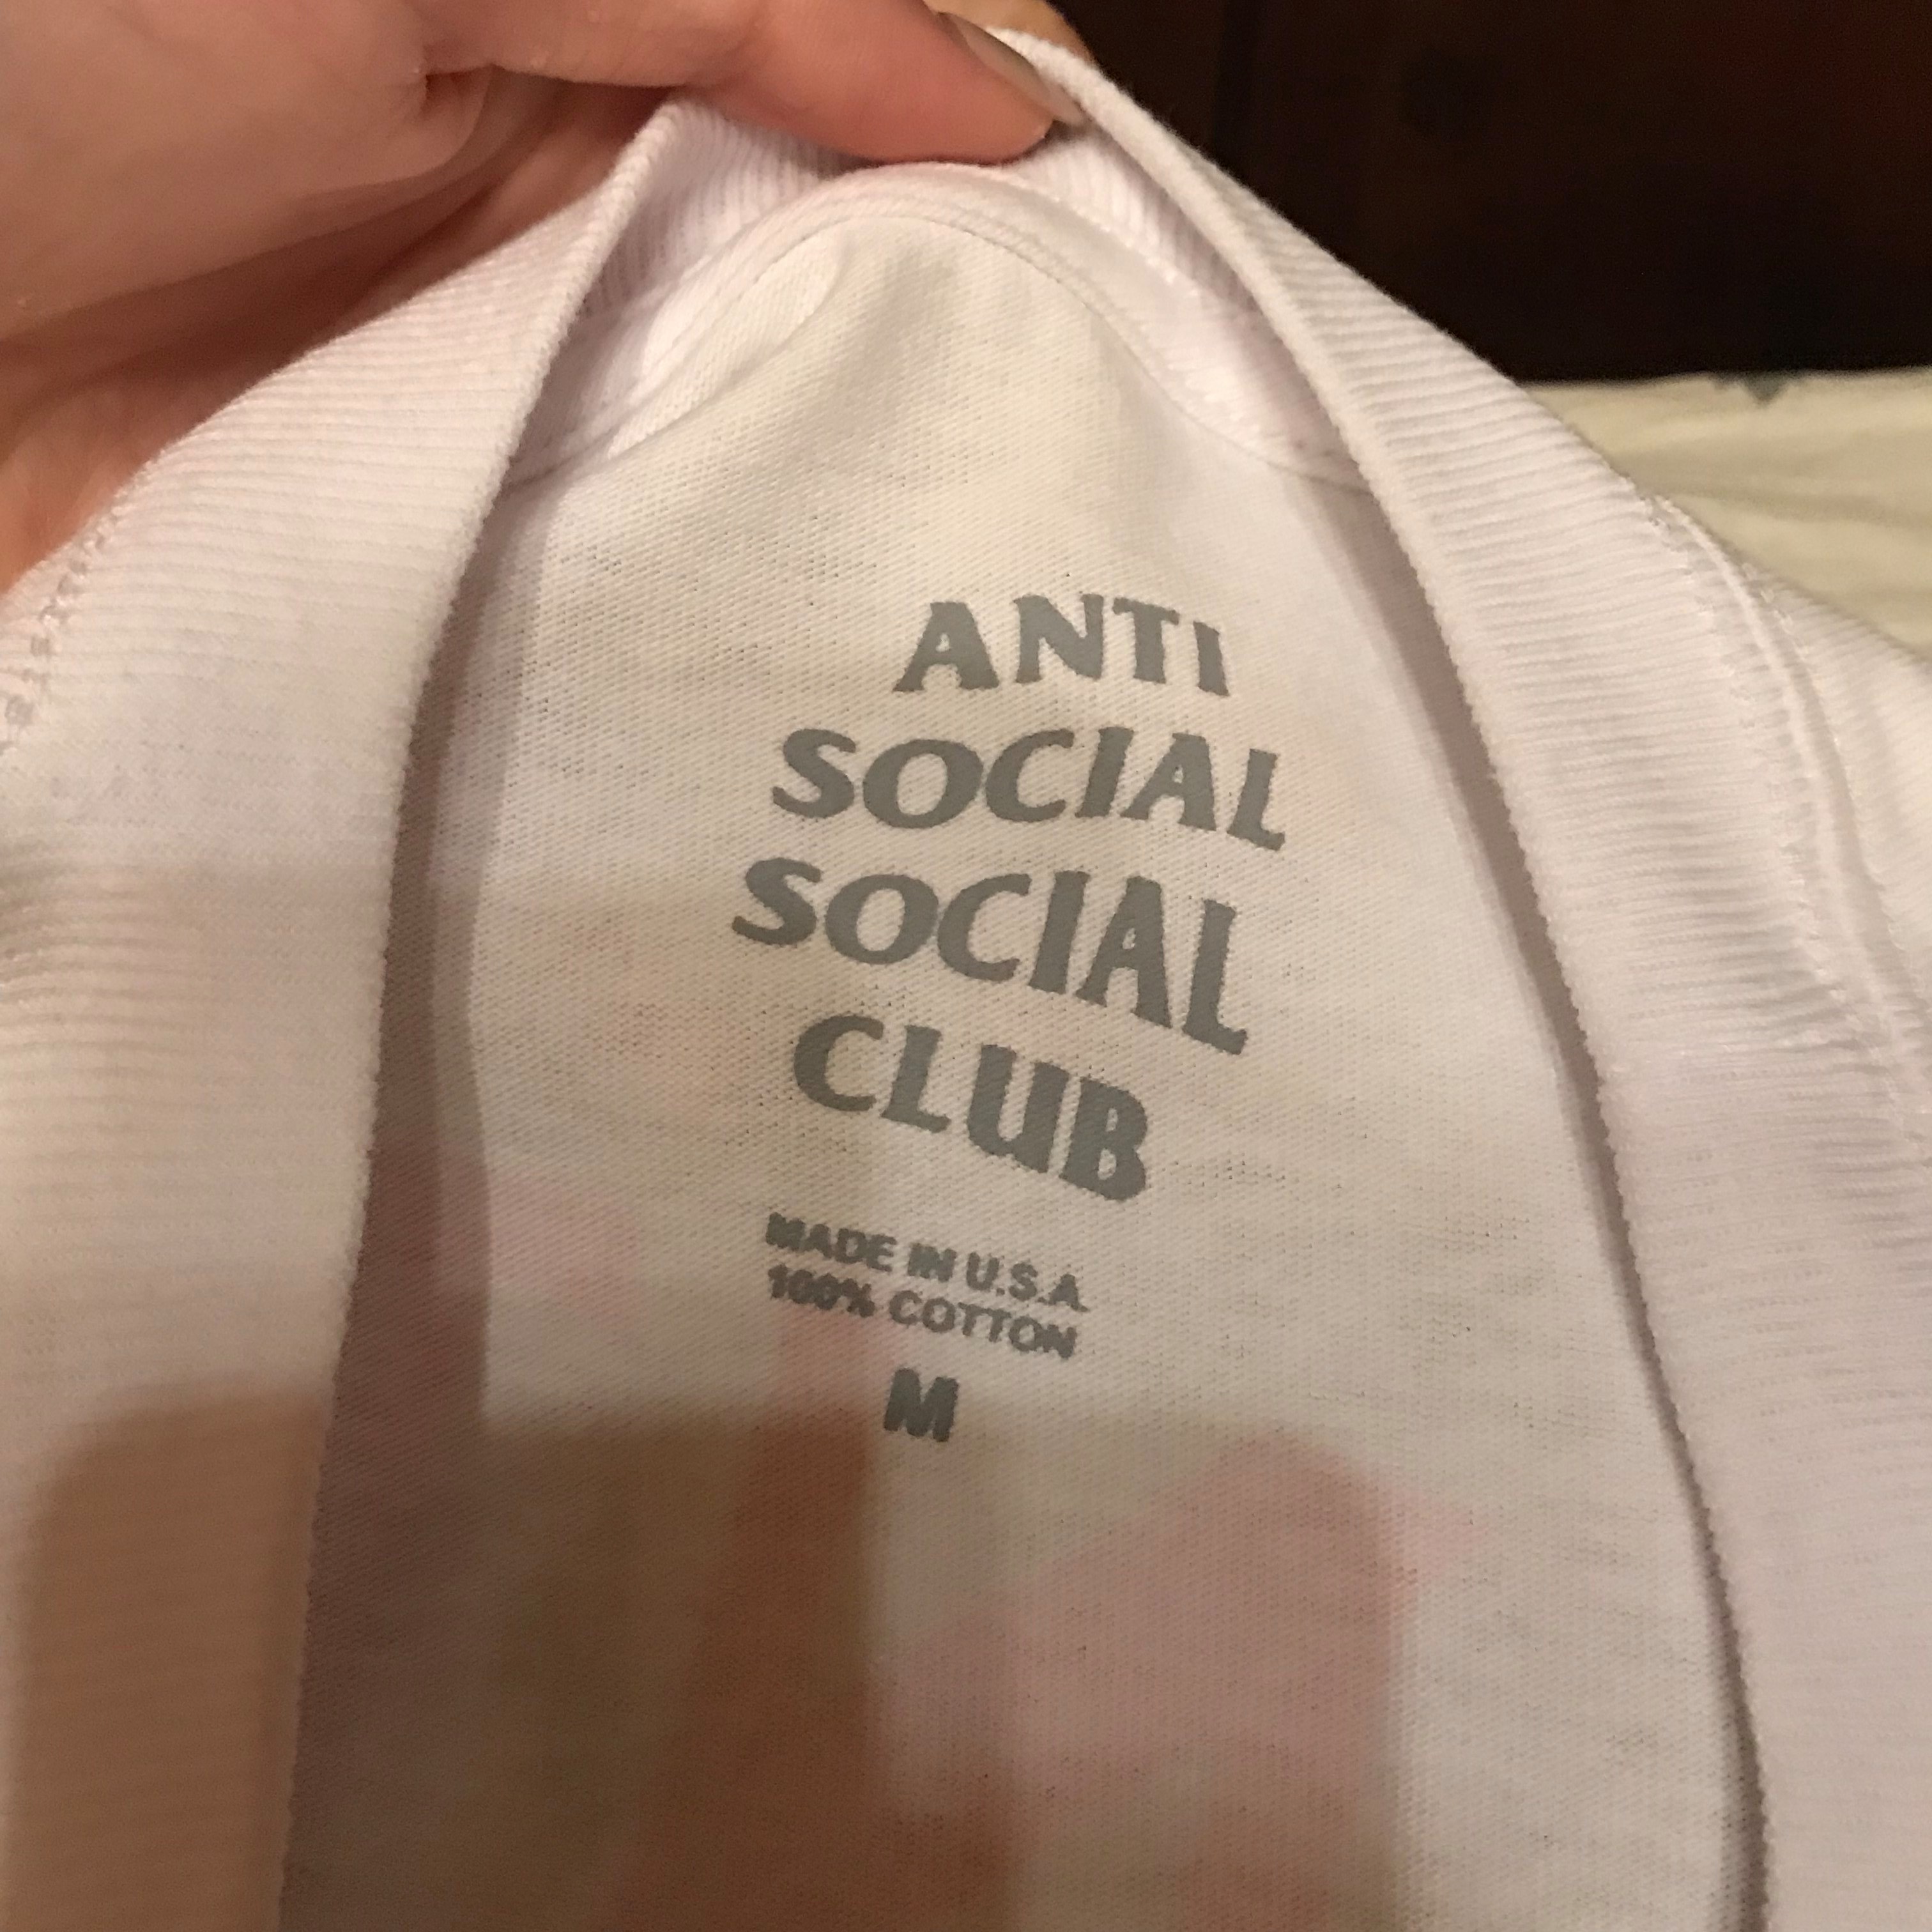 ANTI
SOCIAL
SOCIAL
CLUB
MADE IN U.S.A.
100% COTTON
M